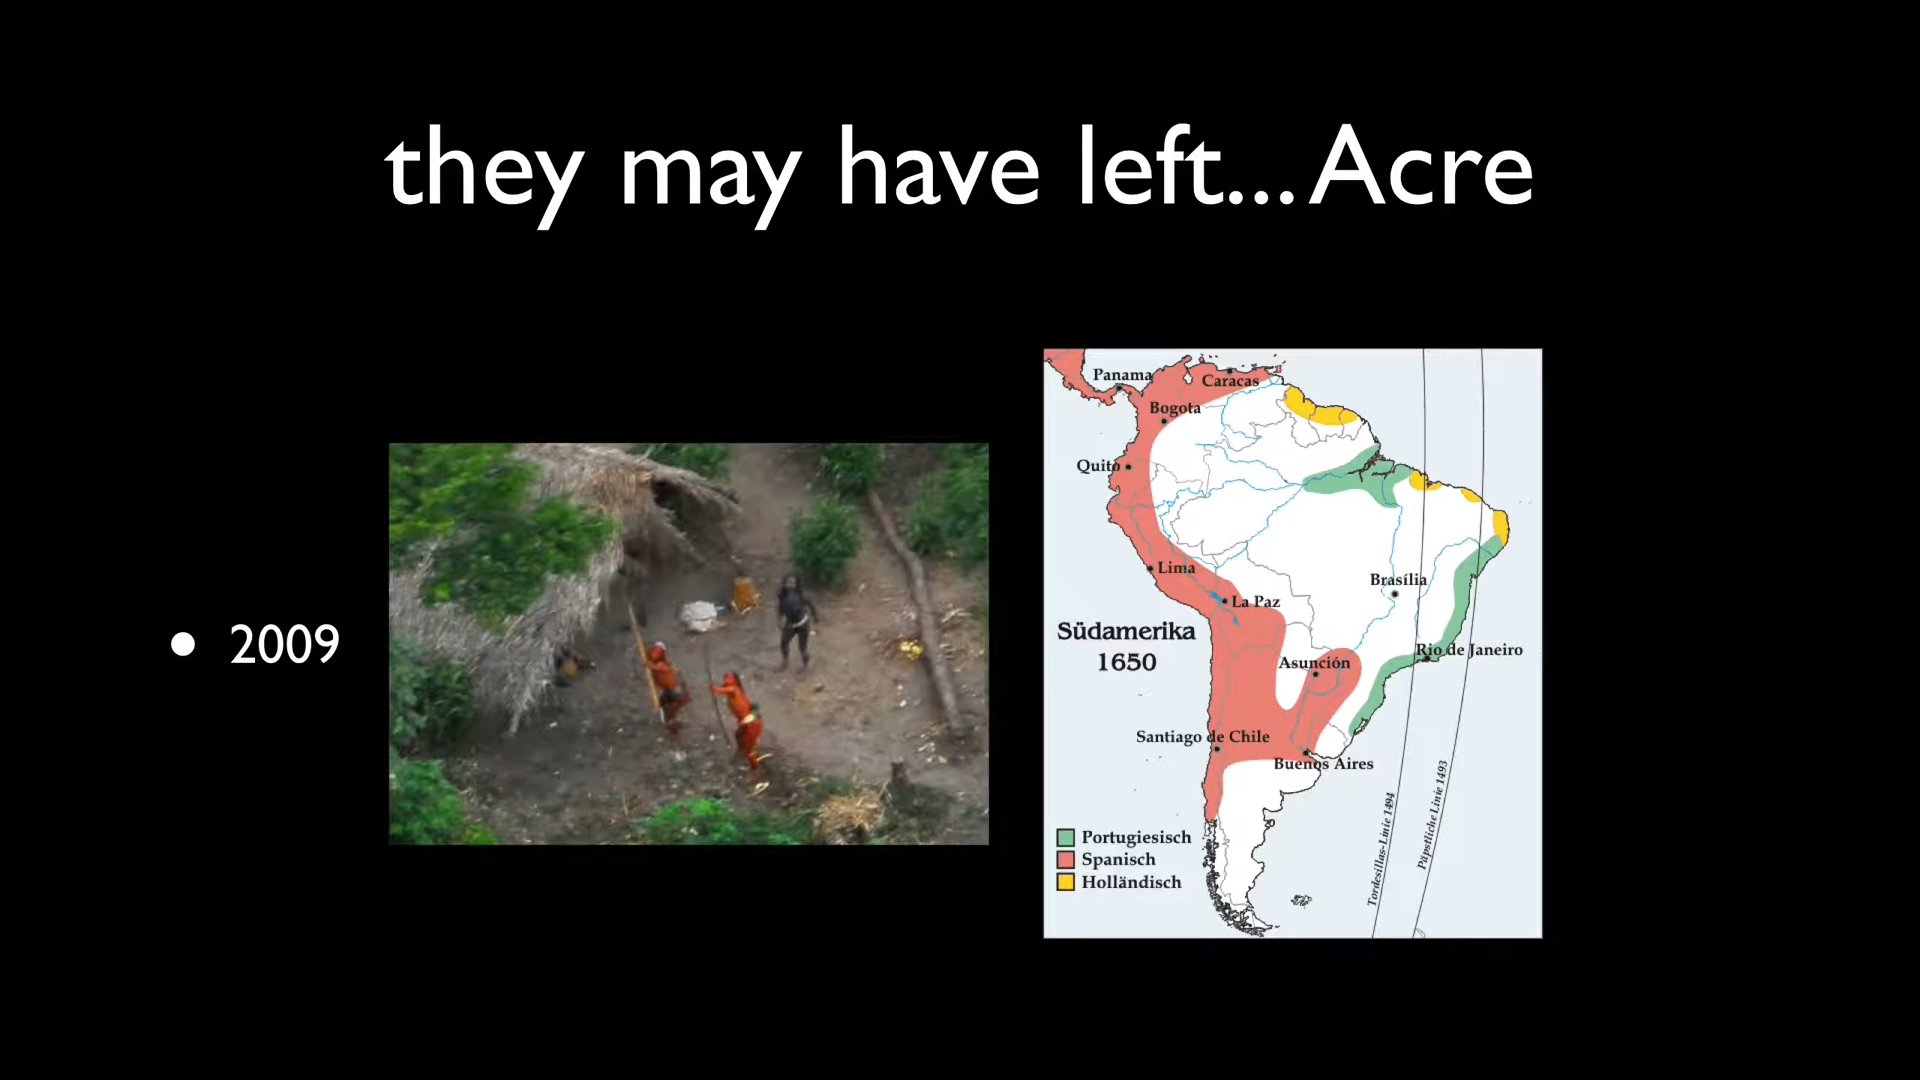 they may have left... Acre
• 2009
Panama
Caracas
Bogota
Quito
Lima
La Paz
Brasília
Südamerika
1650
Rio de Janeiro
Asunción
Santiago de Chile
Buenos Aires
Portugiesisch
Spanisch
Holländisch
Tordesillas-Linie 1494
Päpstliche Linie 1493